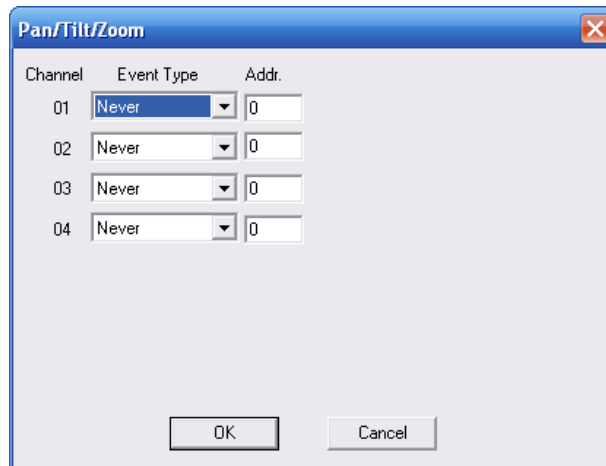 Pan/Tilt/Zoom
Channel Event Type Addr.
01 Never 0
02 Never 0
03 Never 0
04 Never 0
OK Cancel